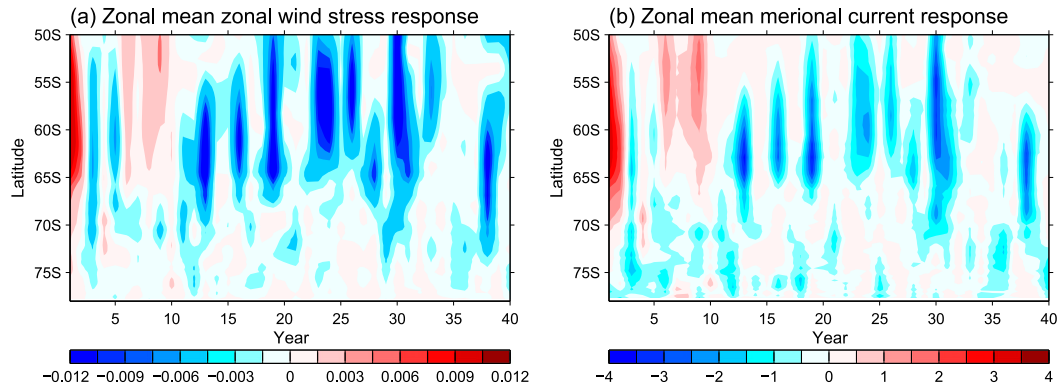 (a) Zonal mean zonal wind stress response
50S
55S
60S
65S
70S
75S
Latitude
5 10 15 20 25 30 35 40
Year
−0.012 −0.009 −0.006 −0.003 0 0.003 0.006 0.009 0.012
(b) Zonal mean merional current response
50S
55S
60S
65S
70S
75S
Latitude
5 10 15 20 25 30 35 40
Year
−4 −3 −2 −1 0 1 2 3 4